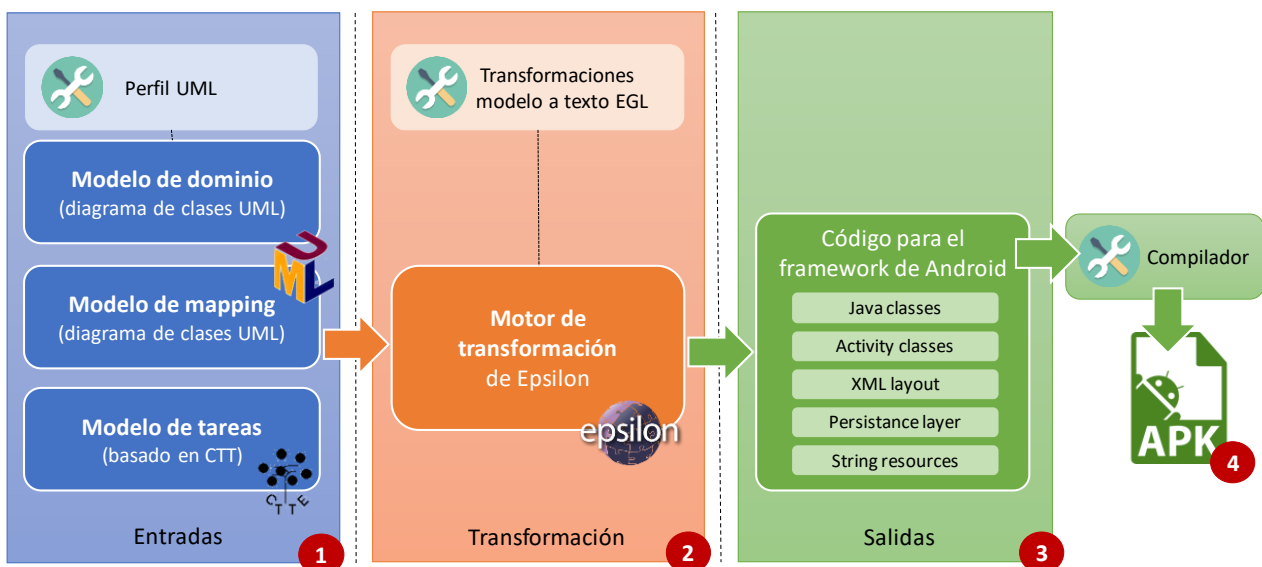 Perfil UML
Modelo de dominio
(diagrama de clases UML)
UML
Modelo de mapping
(diagrama de clases UML)
Modelo de tareas
(basado en CTT)
CTTE
Entradas
1
Transformaciones
modelo a texto EGL
Motor de
transformación
de Epsilon
epsilon
Transformación
2
Código para el
framework de Android
Java classes
Activity classes
XML layout
Persistance layer
String resources
Salidas
3
Compilador
APK
4